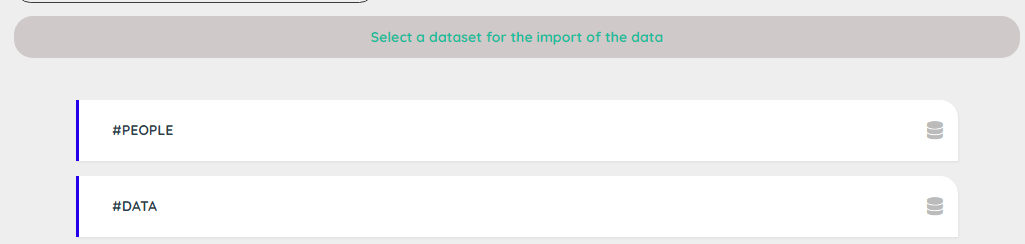 Select a dataset for the import of the data
#PEOPLE
#DATA